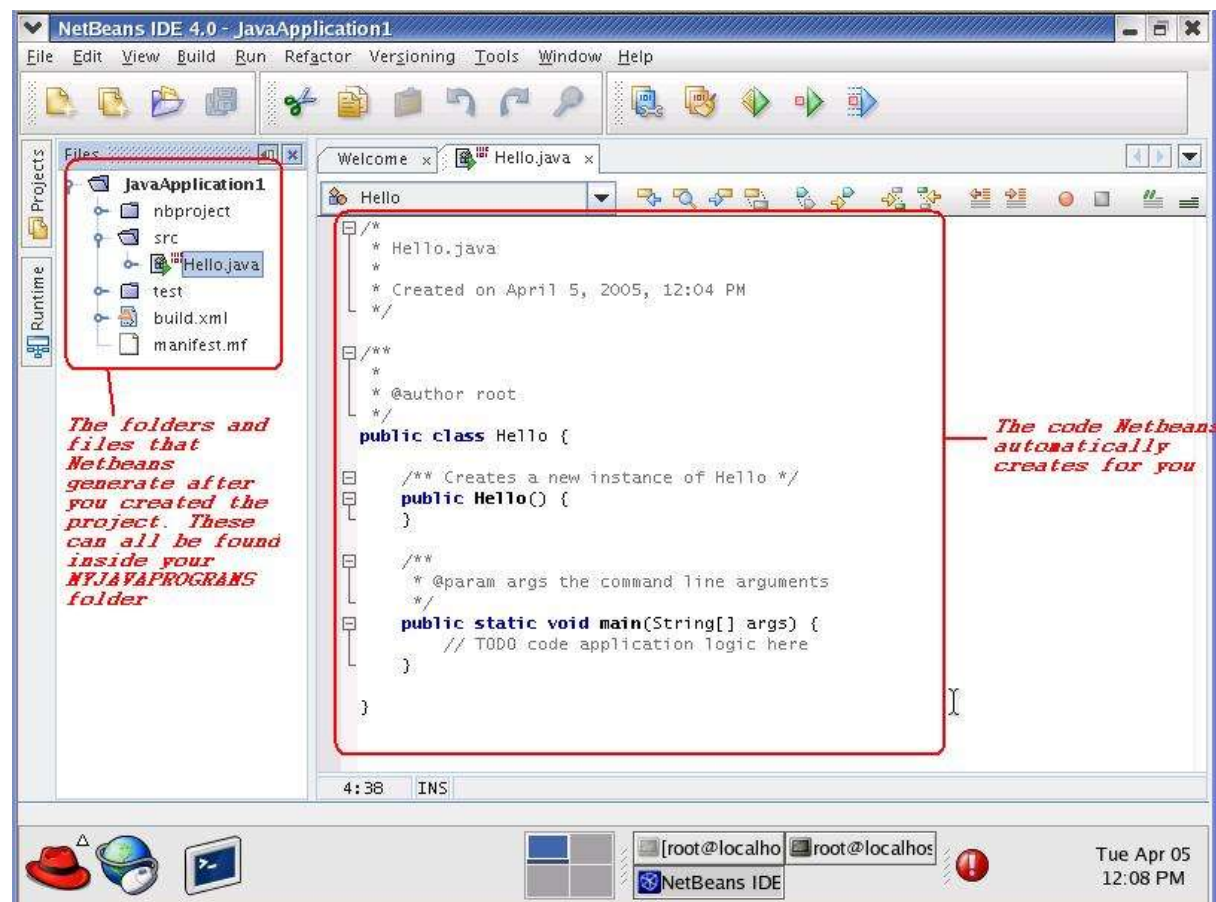 NetBeans IDE 4.0 - JavaApplication1
File Edit View Build Run Refactor Versioning Tools Window Help
Projects
Runtime
Files
JavaApplication1
nbproject
src
Hello.java
test
build.xml
manifest.mf
The folders and
files that
Netbeans
generate after
you created the
project. These
can all be found
inside your
MYJAVAPROGRAMS
folder
Welcome x Hello.java x
Hello
/*
* Hello.java
*
* Created on April 5, 2005, 12:04 PM
*/
/**
*
* @author root
*/
public class Hello {
/** Creates a new instance of Hello */
public Hello() {
}
/**
* @param args the command line arguments
*/
public static void main(String[] args) {
// TODO code application logic here
}
}
The code Netbeans
automatically
creates for you
4:38 INS
[root@localho root@localhos
NetBeans IDE
Tue Apr 05
12:08 PM